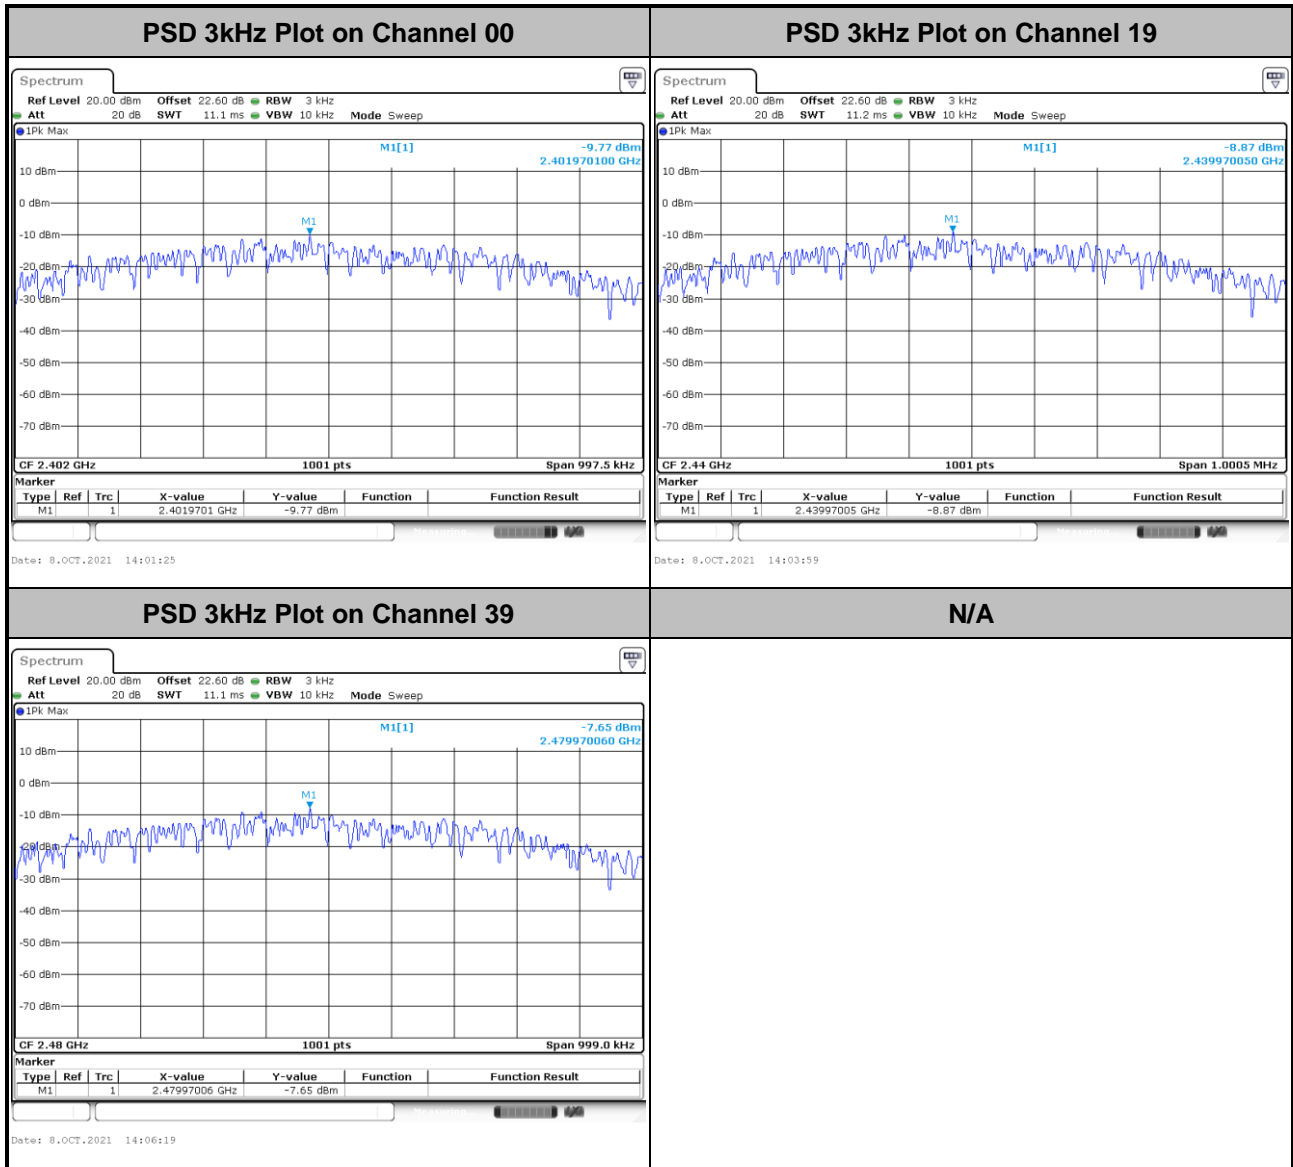 PSD 3kHz Plot on Channel 00
PSD 3kHz Plot on Channel 19
Spectrum
Ref Level 20.00 dBm Offset 22.60 dB RBW 3 kHz
Att 20 dB SWT 11.1 ms VBW 10 kHz Mode Sweep
1Pk Max
M1[1] -9.77 dBm
2.401970100 GHz
10 dBm
0 dBm
M1
-10 dBm
-20 dBm
-30 dBm
-40 dBm
-50 dBm
-60 dBm
-70 dBm
CF 2.402 GHz 1001 pts Span 997.5 kHz
Marker
Type Ref Trc X-value Y-value Function Function Result
M1 1 2.4019701 GHz -9.77 dBm
Measuring...
Date: 8.OCT.2021 14:01:25
Spectrum
Ref Level 20.00 dBm Offset 22.60 dB RBW 3 kHz
Att 20 dB SWT 11.2 ms VBW 10 kHz Mode Sweep
1Pk Max
M1[1] -8.87 dBm
2.439970050 GHz
10 dBm
0 dBm
M1
-10 dBm
-20 dBm
-30 dBm
-40 dBm
-50 dBm
-60 dBm
-70 dBm
CF 2.44 GHz 1001 pts Span 1.0005 MHz
Marker
Type Ref Trc X-value Y-value Function Function Result
M1 1 2.43997005 GHz -8.87 dBm
Measuring...
Date: 8.OCT.2021 14:03:59
PSD 3kHz Plot on Channel 39
N/A
Spectrum
Ref Level 20.00 dBm Offset 22.60 dB RBW 3 kHz
Att 20 dB SWT 11.1 ms VBW 10 kHz Mode Sweep
1Pk Max
M1[1] -7.65 dBm
2.479970060 GHz
10 dBm
0 dBm
M1
-10 dBm
-20 dBm
-30 dBm
-40 dBm
-50 dBm
-60 dBm
-70 dBm
CF 2.48 GHz 1001 pts Span 999.0 kHz
Marker
Type Ref Trc X-value Y-value Function Function Result
M1 1 2.47997006 GHz -7.65 dBm
Measuring...
Date: 8.OCT.2021 14:06:19